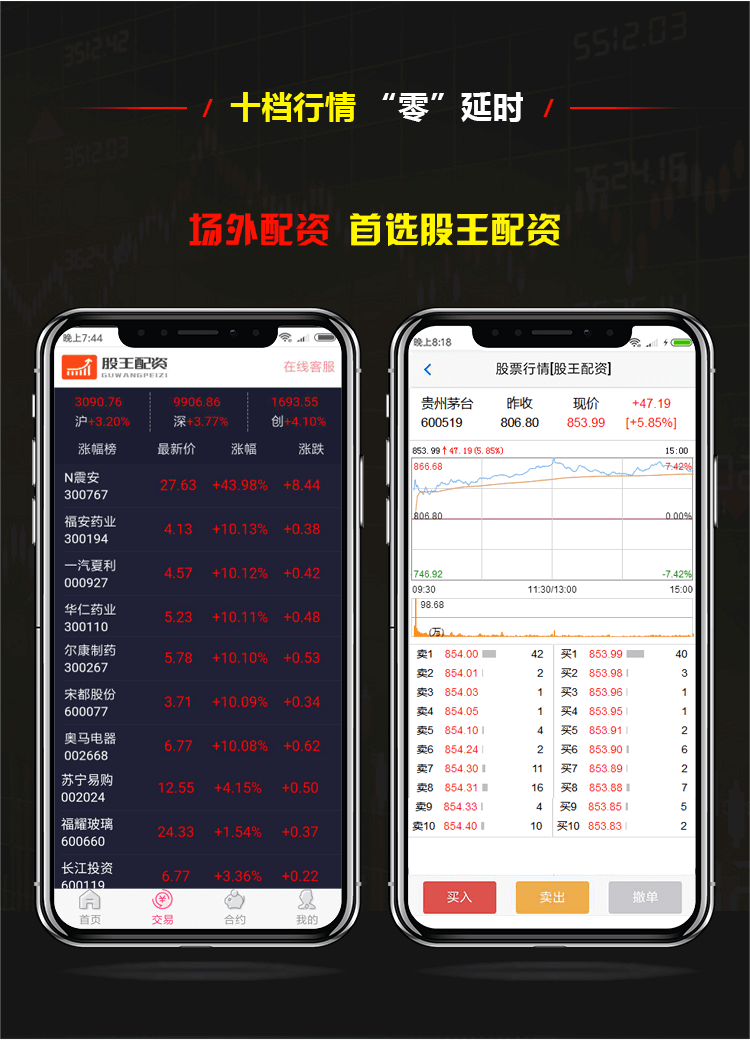 3512.42
5512.03
/ 十档行情 “零”延时 /
3512.03
7524.16
场外配资 首选股王配资
晚上7:44
股王配资
GUWANGPEIZI
在线客服
3090.76 9906.86 1693.55
沪+3.20% 深+3.77% 创+4.10%
涨幅榜 最新价 涨幅 涨跌
N震安
300767 27.63 +43.98% +8.44
福安药业
300194 4.13 +10.13% +0.38
一汽夏利
000927 4.57 +10.12% +0.42
华仁药业
300110 5.23 +10.11% +0.48
尔康制药
300267 5.78 +10.10% +0.53
宋都股份
600077 3.71 +10.09% +0.34
奥马电器
002668 6.77 +10.08% +0.62
苏宁易购
002024 12.55 +4.15% +0.50
福耀玻璃
600660 24.33 +1.54% +0.37
长江投资
600119 6.77 +3.36% +0.22
首页 交易 合约 我的
晚上8:18
股票行情[股王配资]
贵州茅台 昨收 现价 +47.19
600519 806.80 853.99 [+5.85%]
853.99⬆47.19(5.85%) 15:00
866.68 7.42%
806.80 0.00%
746.92 -7.42%
09:30 11:30/13:00 15:00
98.68
(万)
卖1 854.00 42 买1 853.99 40
卖2 854.01 2 买2 853.98 3
卖3 854.03 1 买3 853.96 1
卖4 854.05 1 买4 853.95 1
卖5 854.10 4 买5 853.91 2
卖6 854.24 2 买6 853.90 6
卖7 854.30 11 买7 853.89 2
卖8 854.31 16 买8 853.88 7
卖9 854.33 4 买9 853.85 5
卖10 854.40 10 买10 853.83 2
买入 卖出 撤单